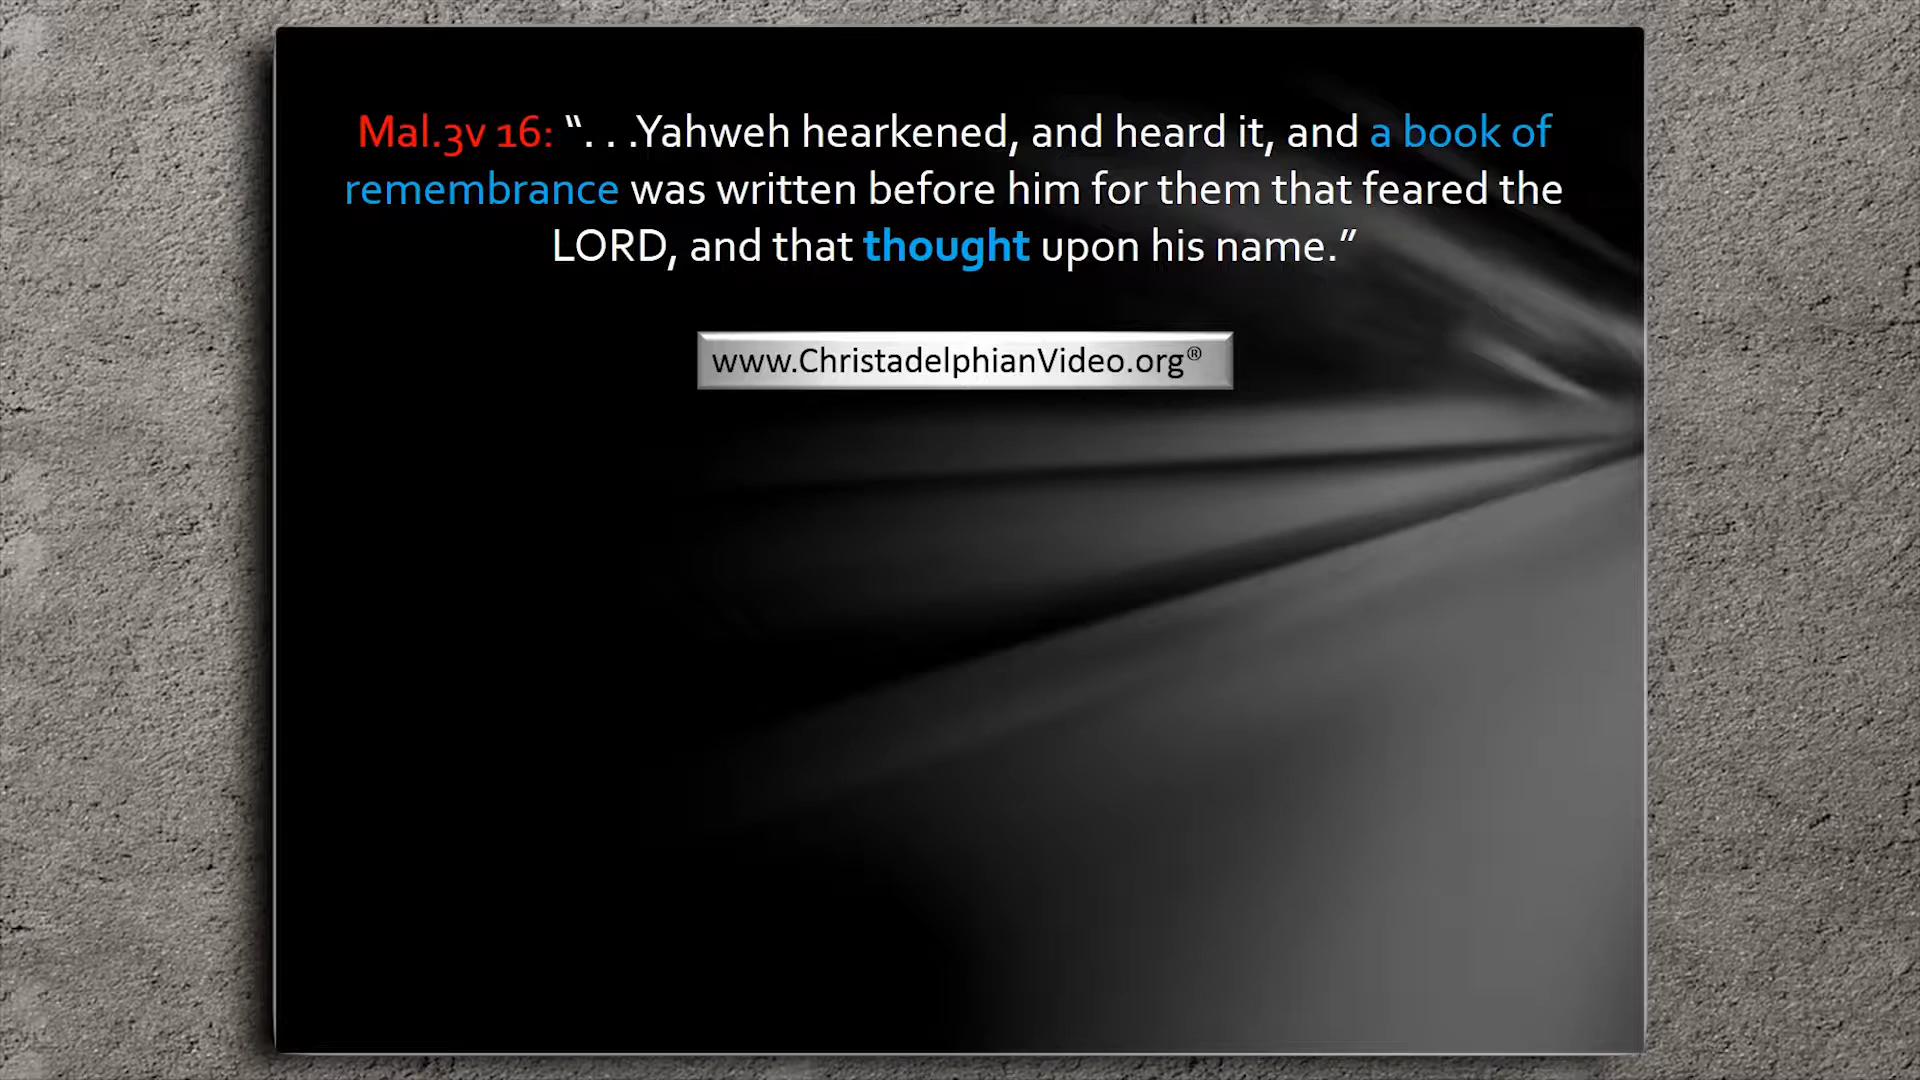 Mal.3v 16: “. . .Yahweh hearkened, and heard it, and a book of
remembrance was written before him for them that feared the
LORD, and that thought upon his name.”
www.ChristadelphianVideo.org®